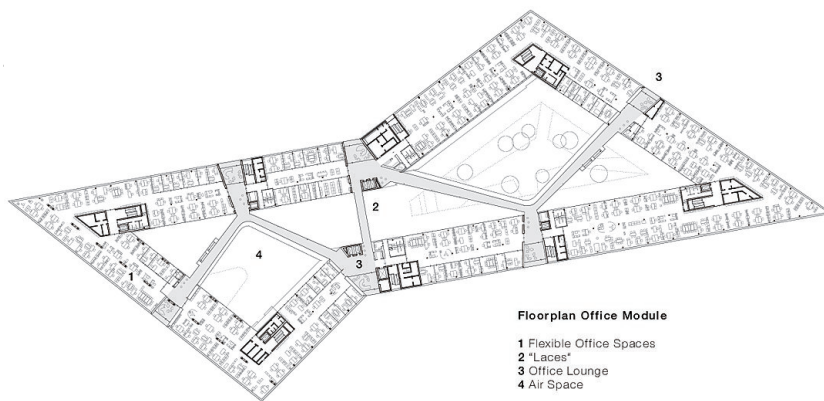 3
2
4
3
1
Floorplan Office Module
1 Flexible Office Spaces
2 "Laces"
3 Office Lounge
4 Air Space